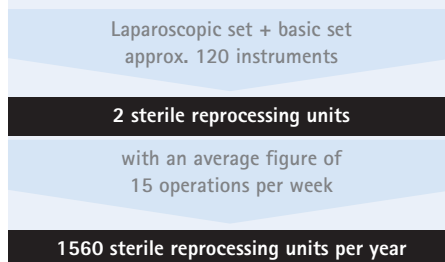 Laparoscopic set + basic set
approx. 120 instruments
2 sterile reprocessing units
with an average figure of
15 operations per week
1560 sterile reprocessing units per year